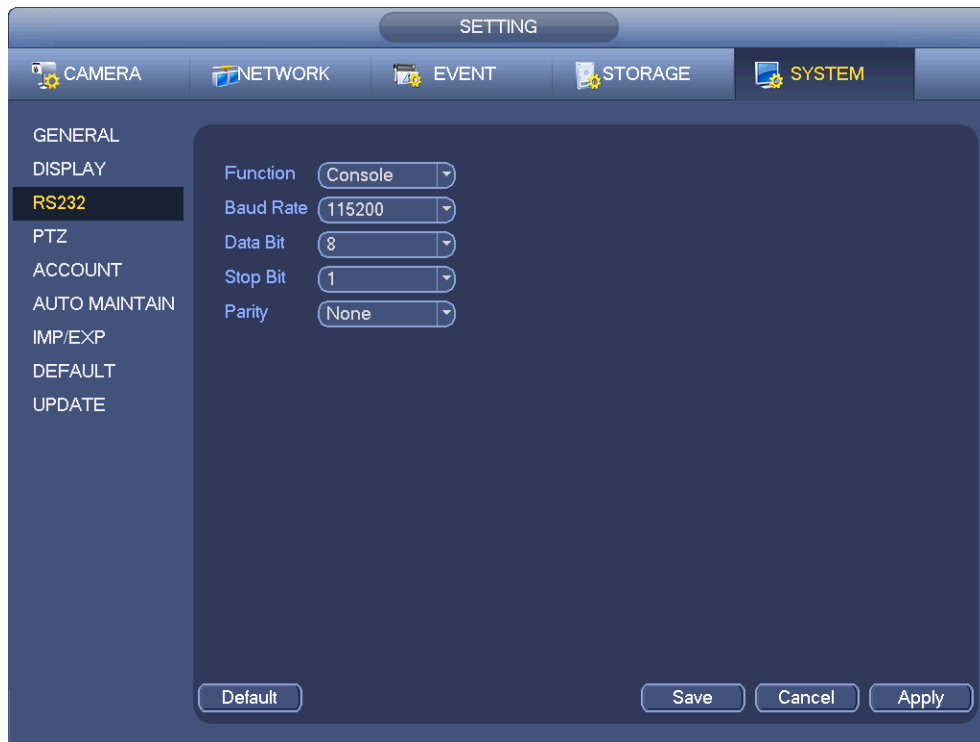 SETTING
CAMERA NETWORK EVENT STORAGE SYSTEM
GENERAL
DISPLAY
RS232
PTZ
ACCOUNT
AUTO MAINTAIN
IMP/EXP
DEFAULT
UPDATE
Function Console
Baud Rate 115200
Data Bit 8
Stop Bit 1
Parity None
Default Save Cancel Apply